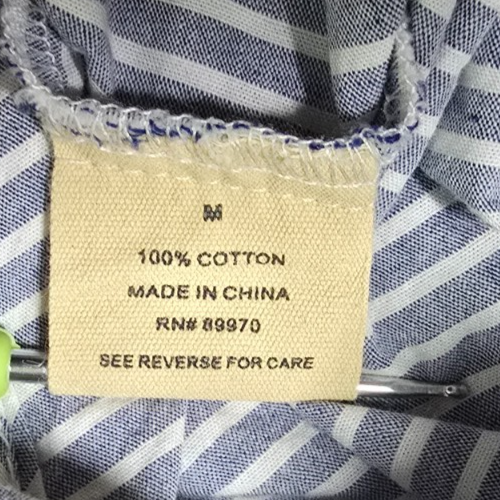 M
100% COTTON
MADE IN CHINA
RN# 89970
SEE REVERSE FOR CARE